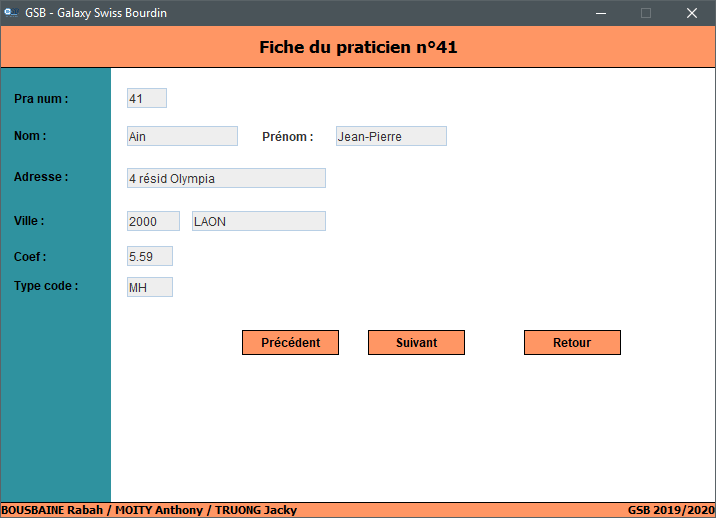 GSB - Galaxy Swiss Bourdin
Fiche du praticien n°41
Pra num : 41
Nom : Ain Prénom : Jean-Pierre
Adresse : 4 résid Olympia
Ville : 2000 LAON
Coef : 5.59
Type code : MH
Précédent Suivant Retour
BOUSBAINE Rabah / MOITY Anthony / TRUONG Jacky GSB 2019/2020